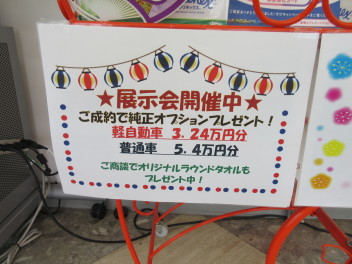 ★展示会開催中★
ご成約で純正オプションプレゼント！
軽自動車 3．24万円分
普通車 5．4万円分
ご商談でオリジナルラウンドタオルも
プレゼント中！